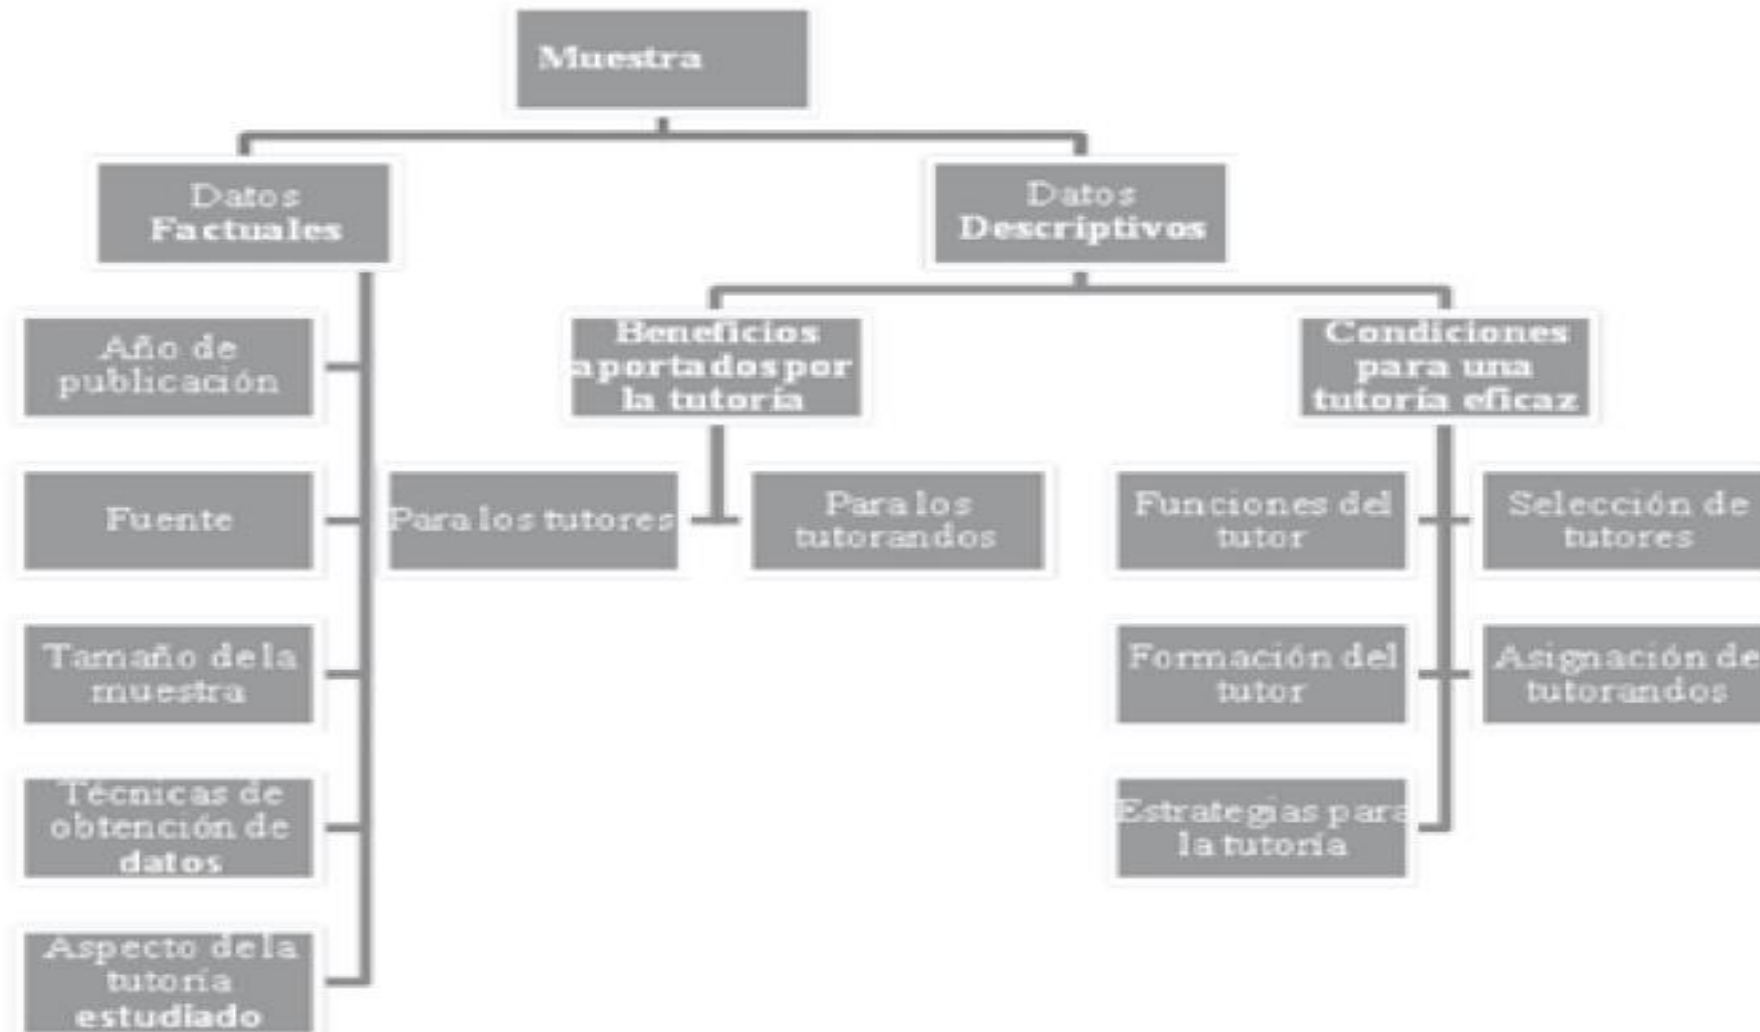 Muestra
Datos
Factuales
Datos
Descriptivos
Año de
publicación
Fuente
Tamaño de la
muestra
Técnicas de
obtención de
datos
Aspecto de la
tutoría
estudiado
Beneficios
aportados por
la tutoría
Para los tutores
Para los
tutorandos
Condiciones
para una
tutoría eficaz
Funciones del
tutor
Selección de
tutores
Formación del
tutor
Asignación de
tutorandos
Estrategias para
la tutoría